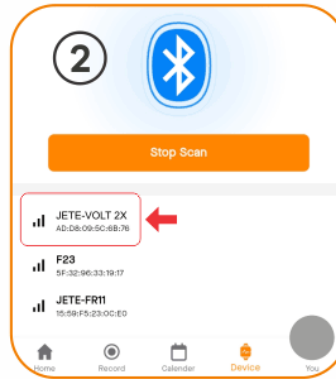 2
Stop Scan
JETE-VOLT 2X
AD:D8:09:5C:6B:76
F23
5F:32:96:33:19:17
JETE-FR11
15:59:F5:23:0C:E0
Home
Record
Calender
Device
You